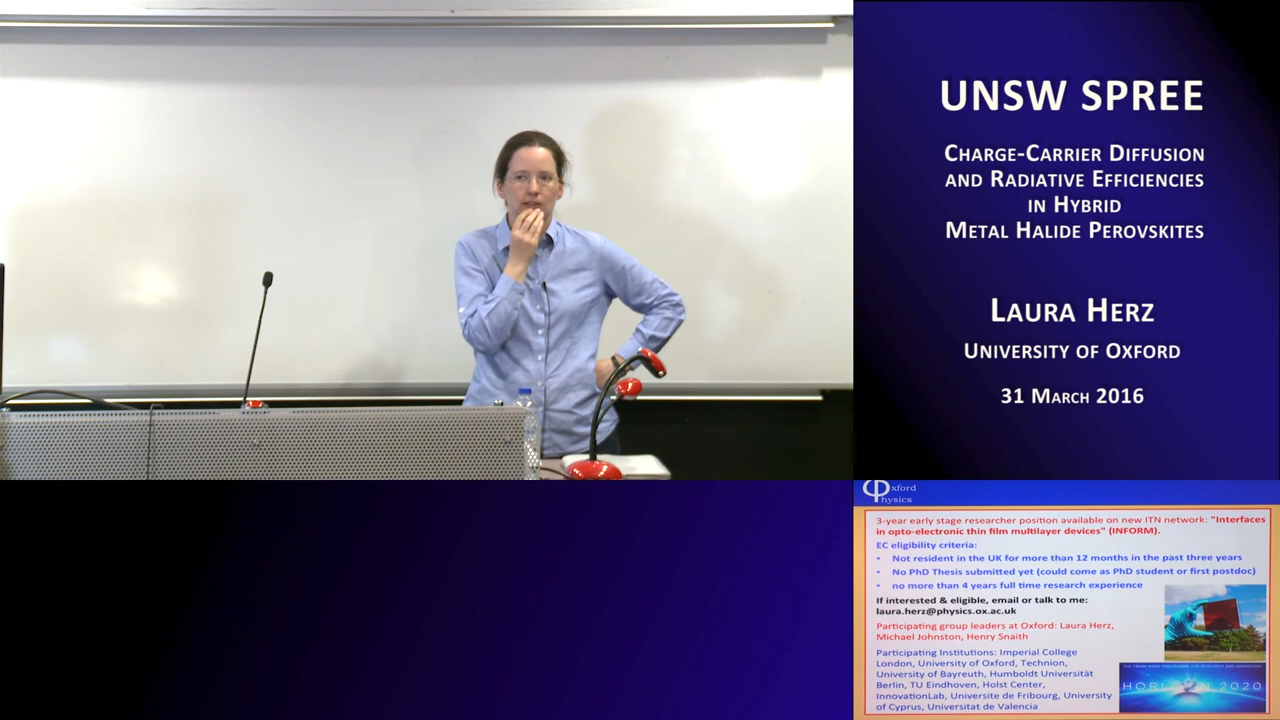 UNSW SPREE
CHARGE-CARRIER DIFFUSION
AND RADIATIVE EFFICIENCIES
IN HYBRID
METAL HALIDE PEROVSKITES
LAURA HERZ
UNIVERSITY OF OXFORD
31 MARCH 2016
Oxford
Physics
3-year early stage researcher position available on new ITN network: "Interfaces
in opto-electronic thin film multilayer devices" (INFORM).
EC eligibility criteria:
• Not resident in the UK for more than 12 months in the past three years
• No PhD Thesis submitted yet (could come as PhD student or first postdoc)
• no more than 4 years full time research experience
If interested & eligible, email or talk to me:
laura.herz@physics.ox.ac.uk
Participating group leaders at Oxford: Laura Herz,
Michael Johnston, Henry Snaith
Participating Institutions: Imperial College
London, University of Oxford, Technion,
University of Bayreuth, Humboldt Universität
Berlin, TU Eindhoven, Holst Center,
InnovationLab, Universite de Fribourg, University
of Cyprus, Universitat de Valencia
THE FRAMEWORK PROGRAMME FOR RESEARCH AND INNOVATION
HORIZON 2020